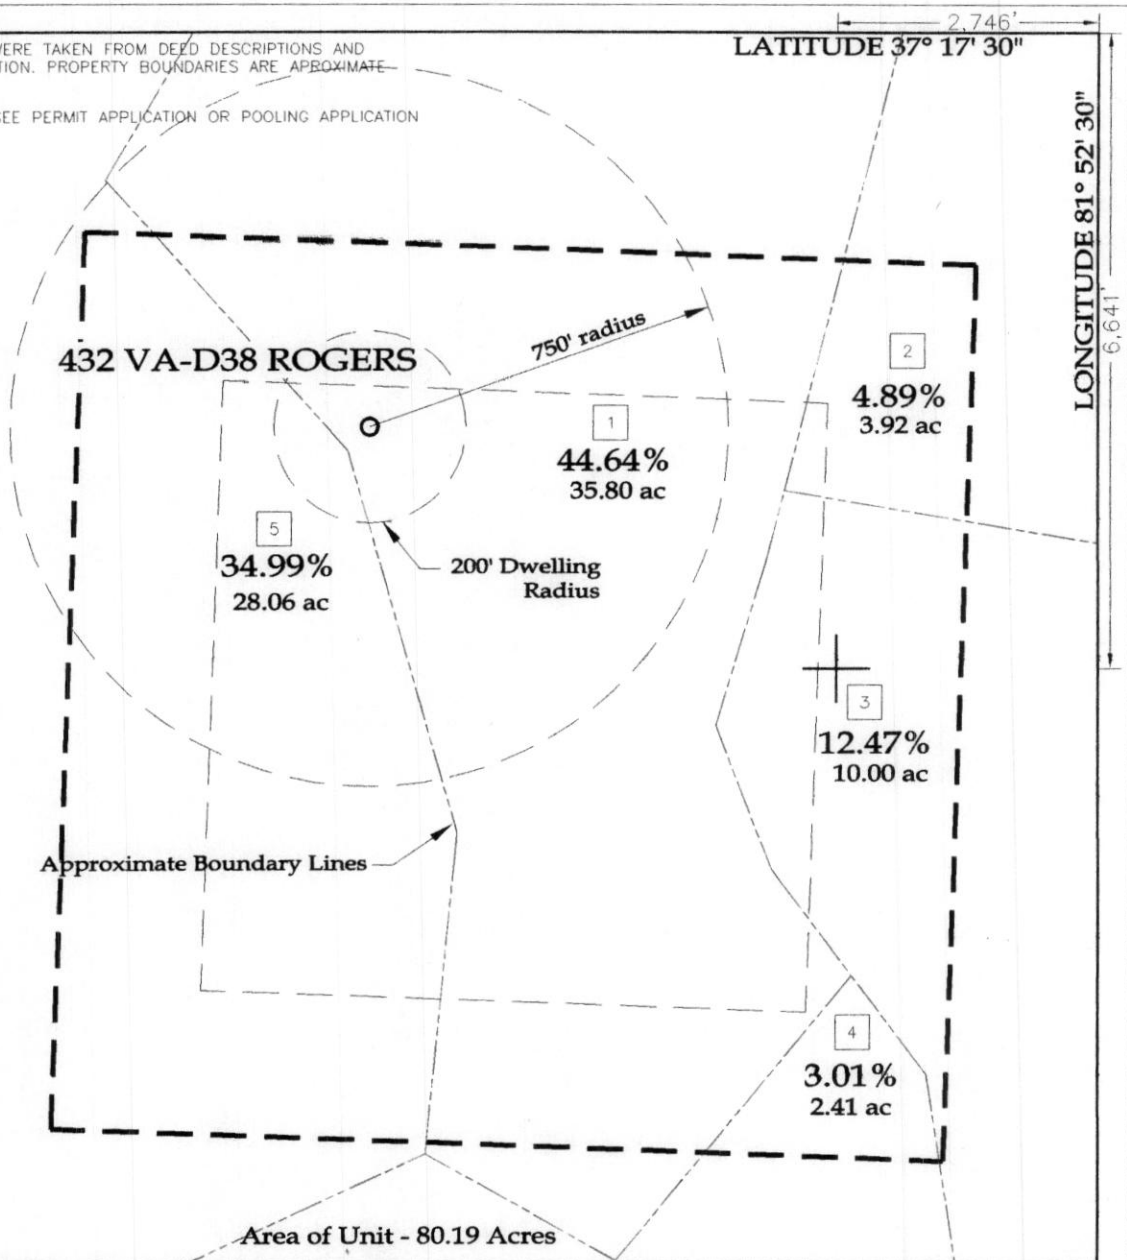 2,746'
LATITUDE 37° 17' 30"
WERE TAKEN FROM DEED DESCRIPTIONS AND
TION. PROPERTY BOUNDARIES ARE APROXIMATE
SEE PERMIT APPLICATION OR POOLING APPLICATION
LONGITUDE 81° 52' 30"
6,641'
750' radius
432 VA-D38 ROGERS
2
4.89%
3.92 ac
1
44.64%
35.80 ac
5
34.99%
28.06 ac
200' Dwelling
Radius
3
12.47%
10.00 ac
Approximate Boundary Lines
4
3.01%
2.41 ac
Area of Unit - 80.19 Acres